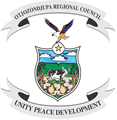 OTJOZONDJUPA REGIONAL COUNCIL
UNITY PEACE DEVELOPMENT